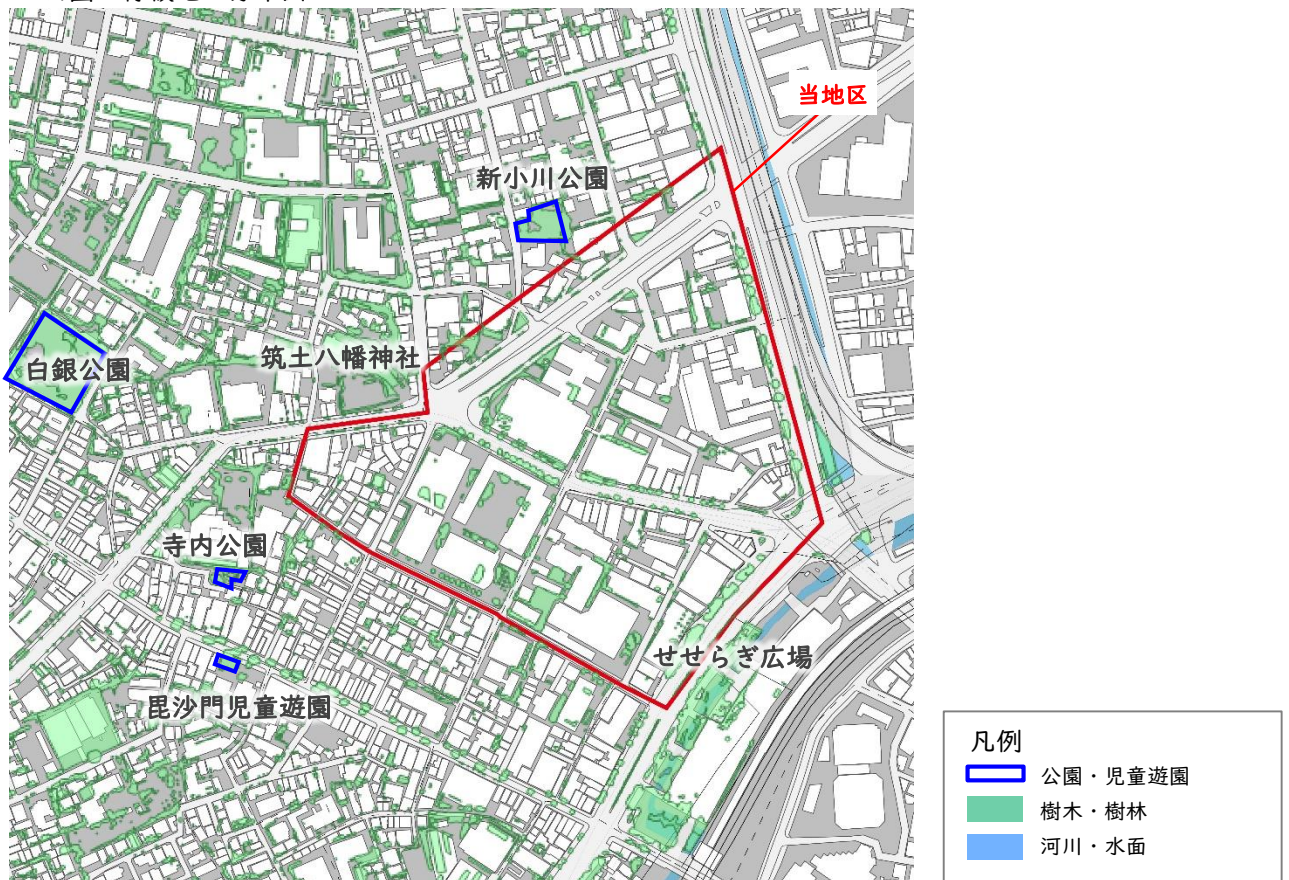 当地区
新小川公園
筑土八幡神社
白銀公園
寺内公園
せせらぎ広場
毘沙門児童遊園
凡例
公園・児童遊園
樹木・樹林
河川・水面